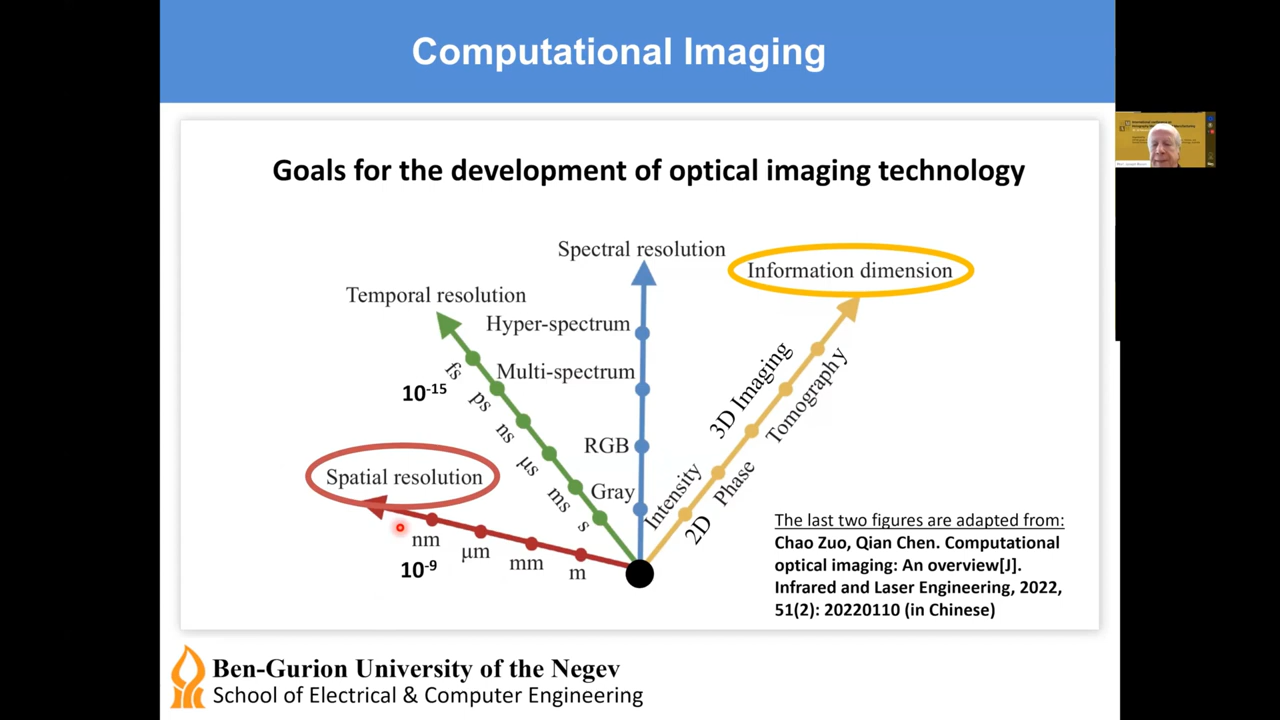 Computational Imaging
Goals for the development of optical imaging technology
Spectral resolution
Information dimension
Temporal resolution
Hyper-spectrum
Multi-spectrum
RGB
Gray
fs
ps
ns
μs
ms
s
10-15
Spatial resolution
nm
μm
mm
m
10-9
Intensity
2D
Phase
3D Imaging
Tomography
The last two figures are adapted from:
Chao Zuo, Qian Chen. Computational
optical imaging: An overview[J].
Infrared and Laser Engineering, 2022,
51(2): 20220110 (in Chinese)
Ben-Gurion University of the Negev
School of Electrical & Computer Engineering